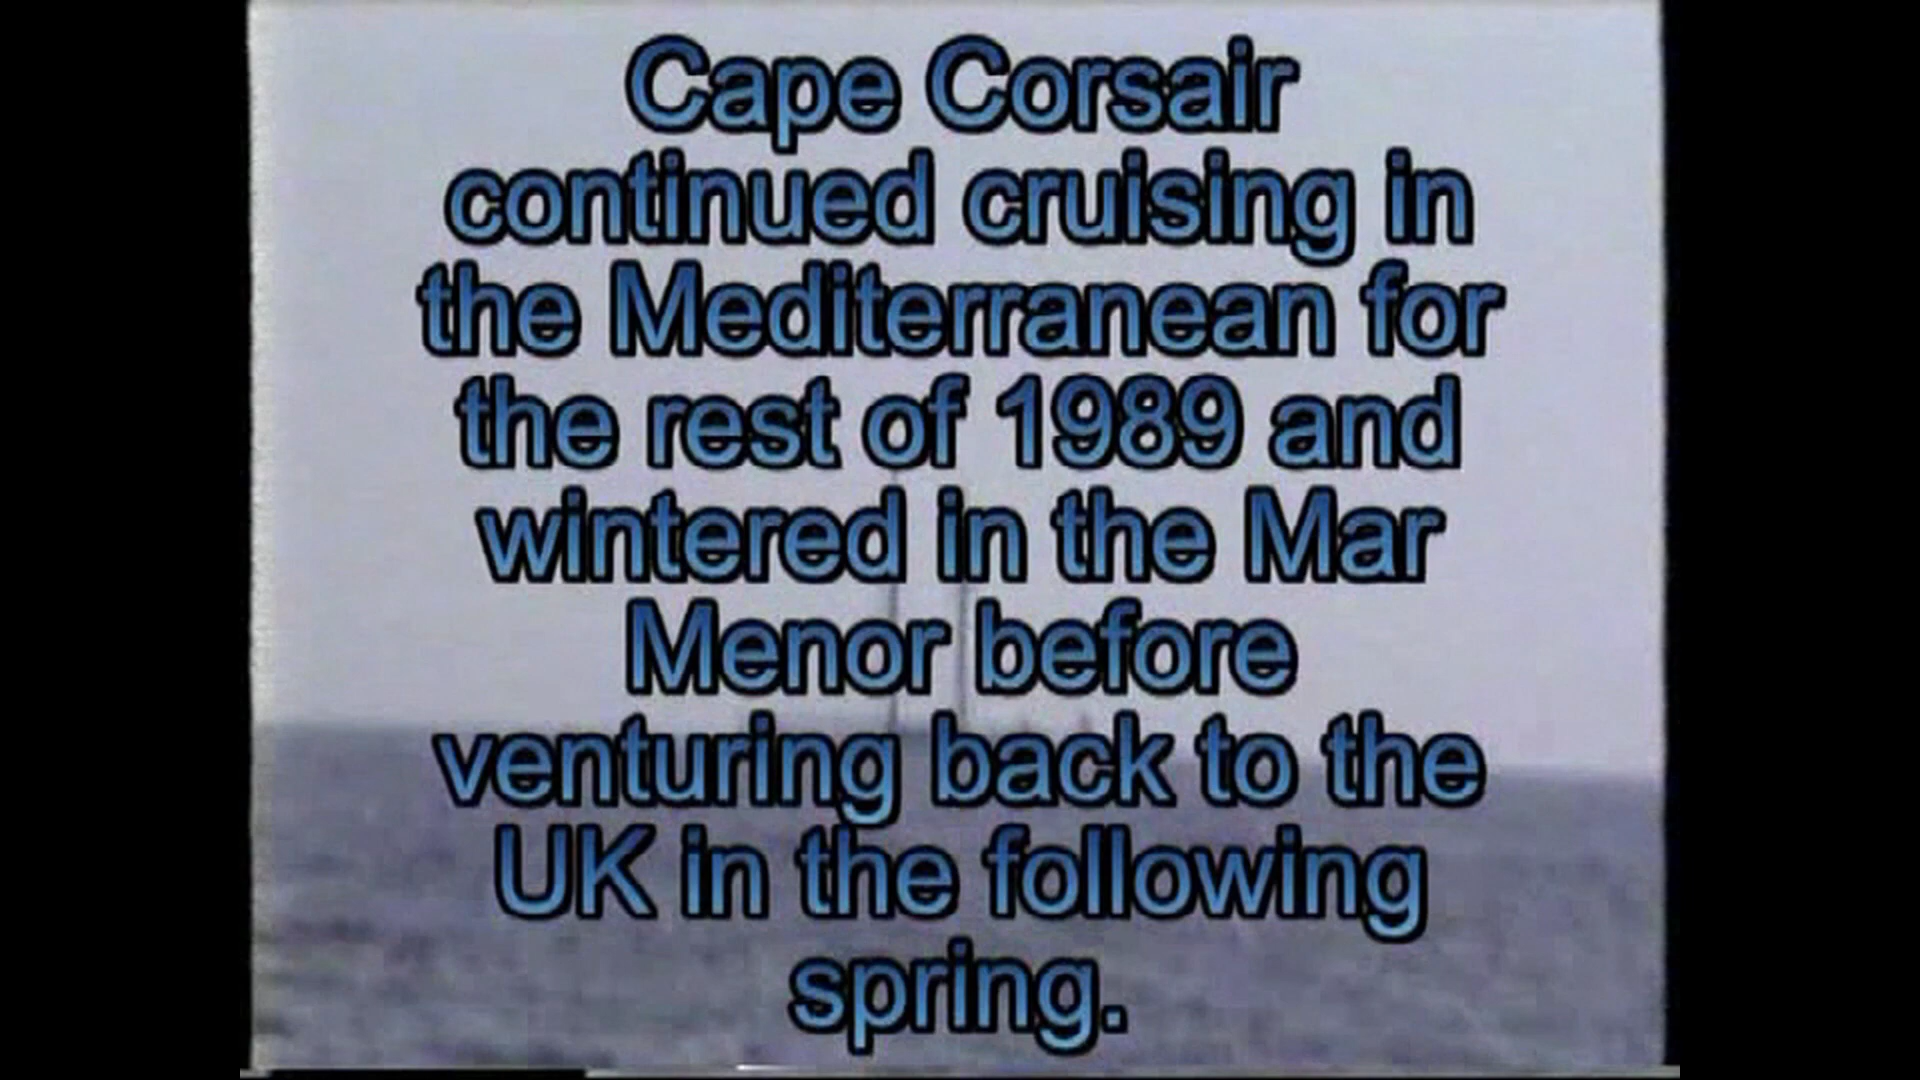 Cape Corsair
continued cruising in
the Mediterranean for
the rest of 1989 and
wintered in the Mar
Menor before
venturing back to the
UK in the following
spring.